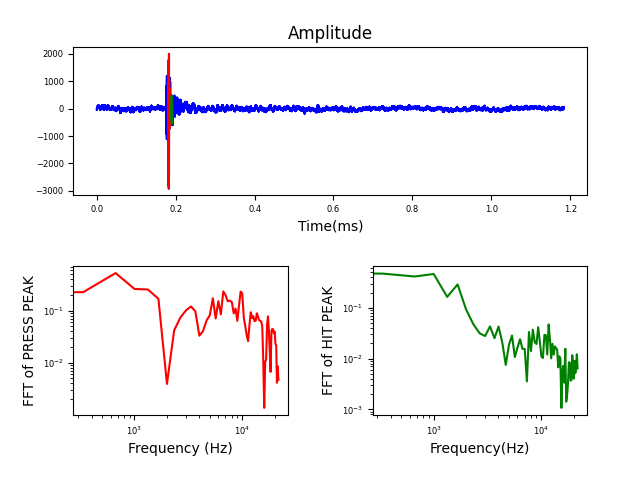 Amplitude
2000
1000
0
−1000
−2000
−3000
0.0 0.2 0.4 0.6 0.8 1.0 1.2
Time(ms)
FFT of PRESS PEAK
10⁻¹
10⁻²
10³ 10⁴
Frequency (Hz)
FFT of HIT PEAK
10⁻¹
10⁻²
10⁻³
10³ 10⁴
Frequency(Hz)